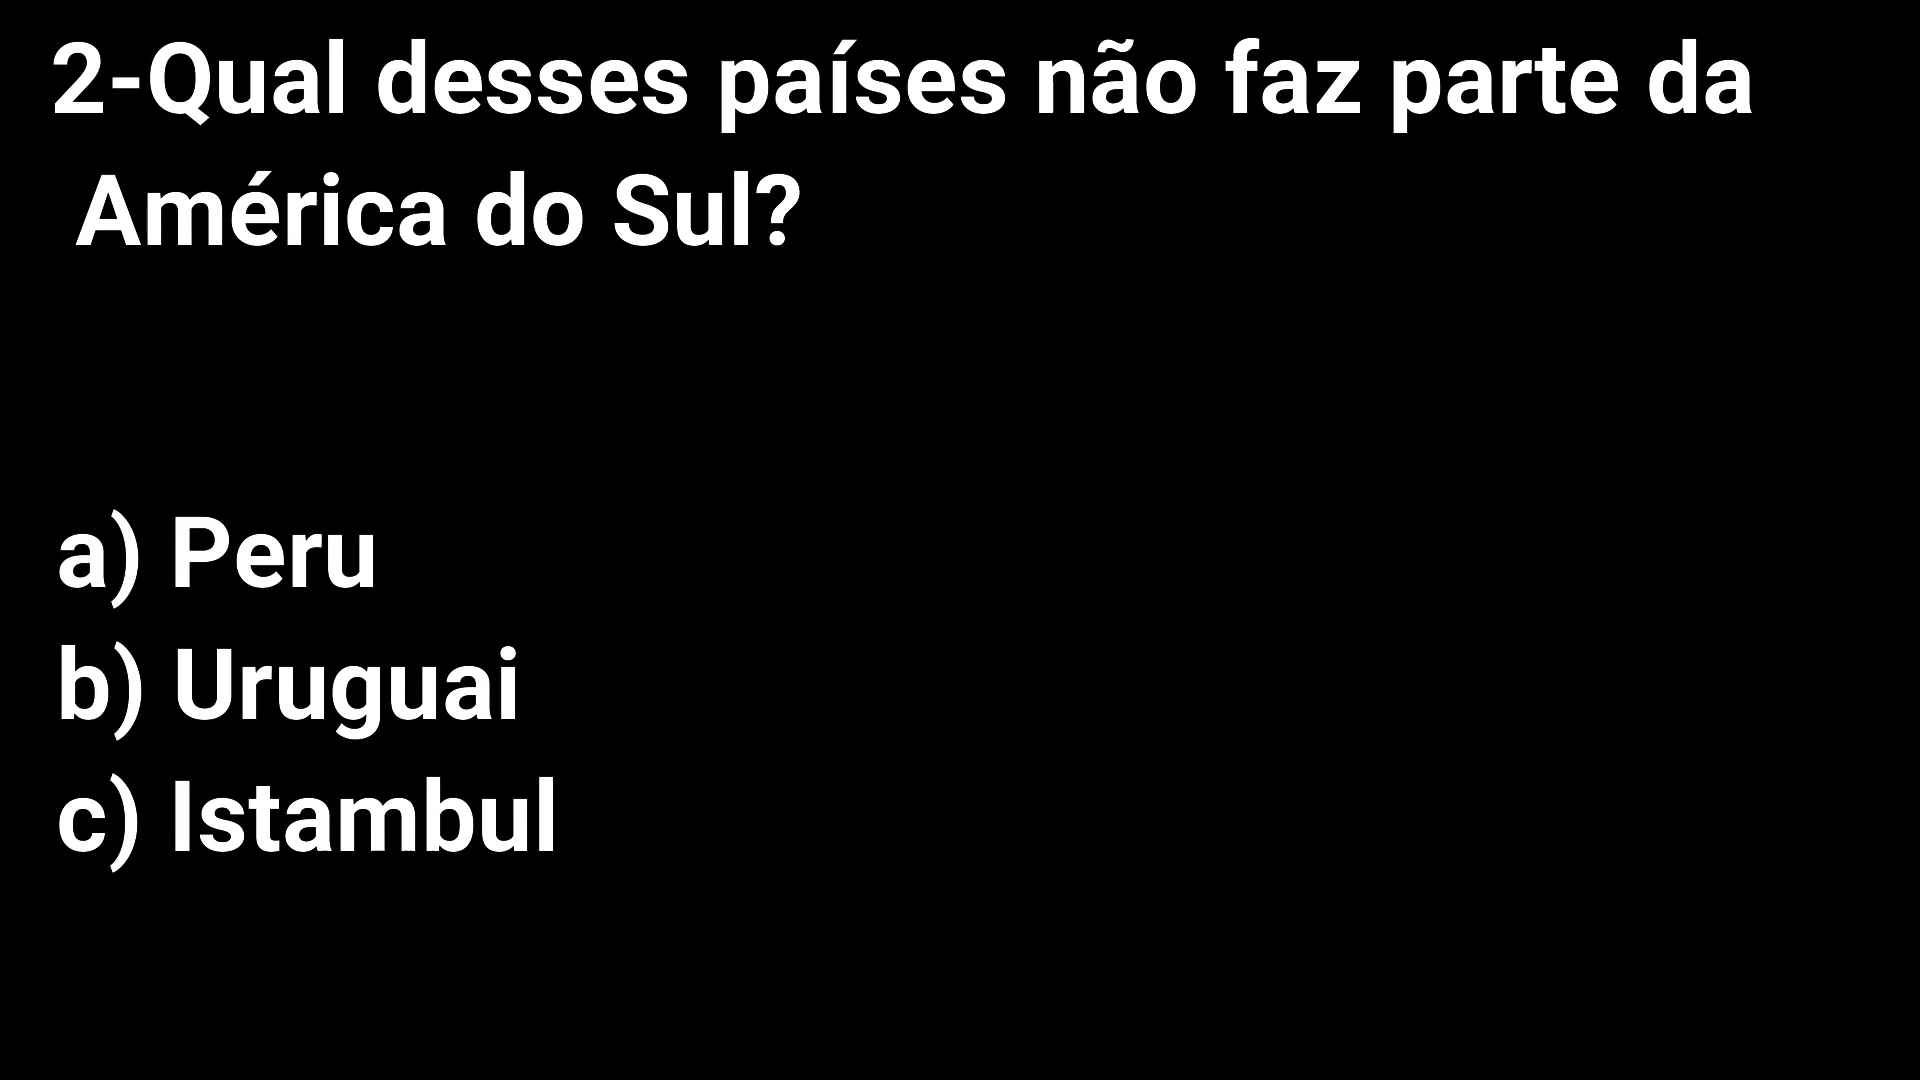 2-Qual desses países não faz parte da
América do Sul?
a) Peru
b) Uruguai
c) Istambul